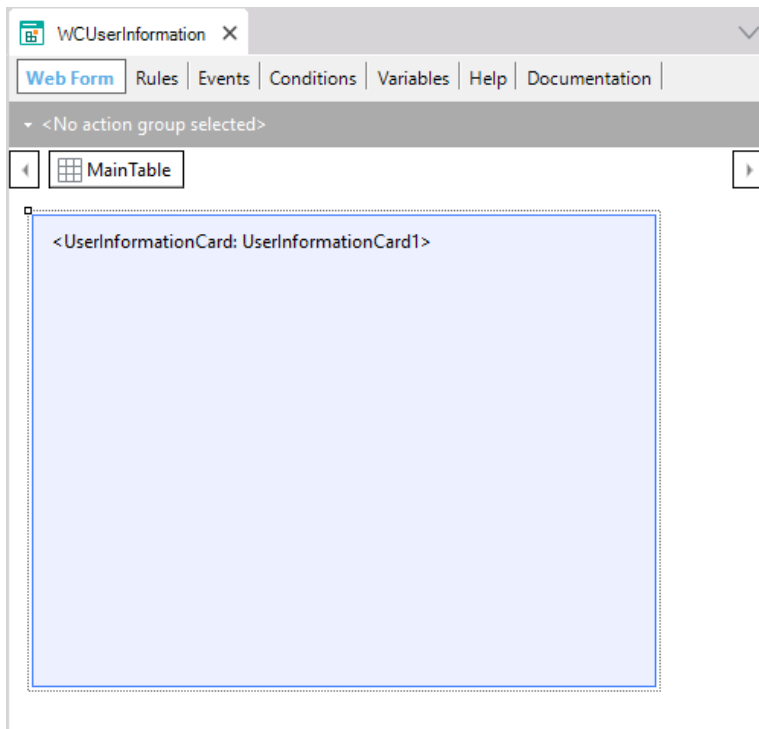 WCUserInformation
Web Form Rules Events Conditions Variables Help Documentation
<No action group selected>
MainTable
<UserInformationCard: UserInformationCard1>